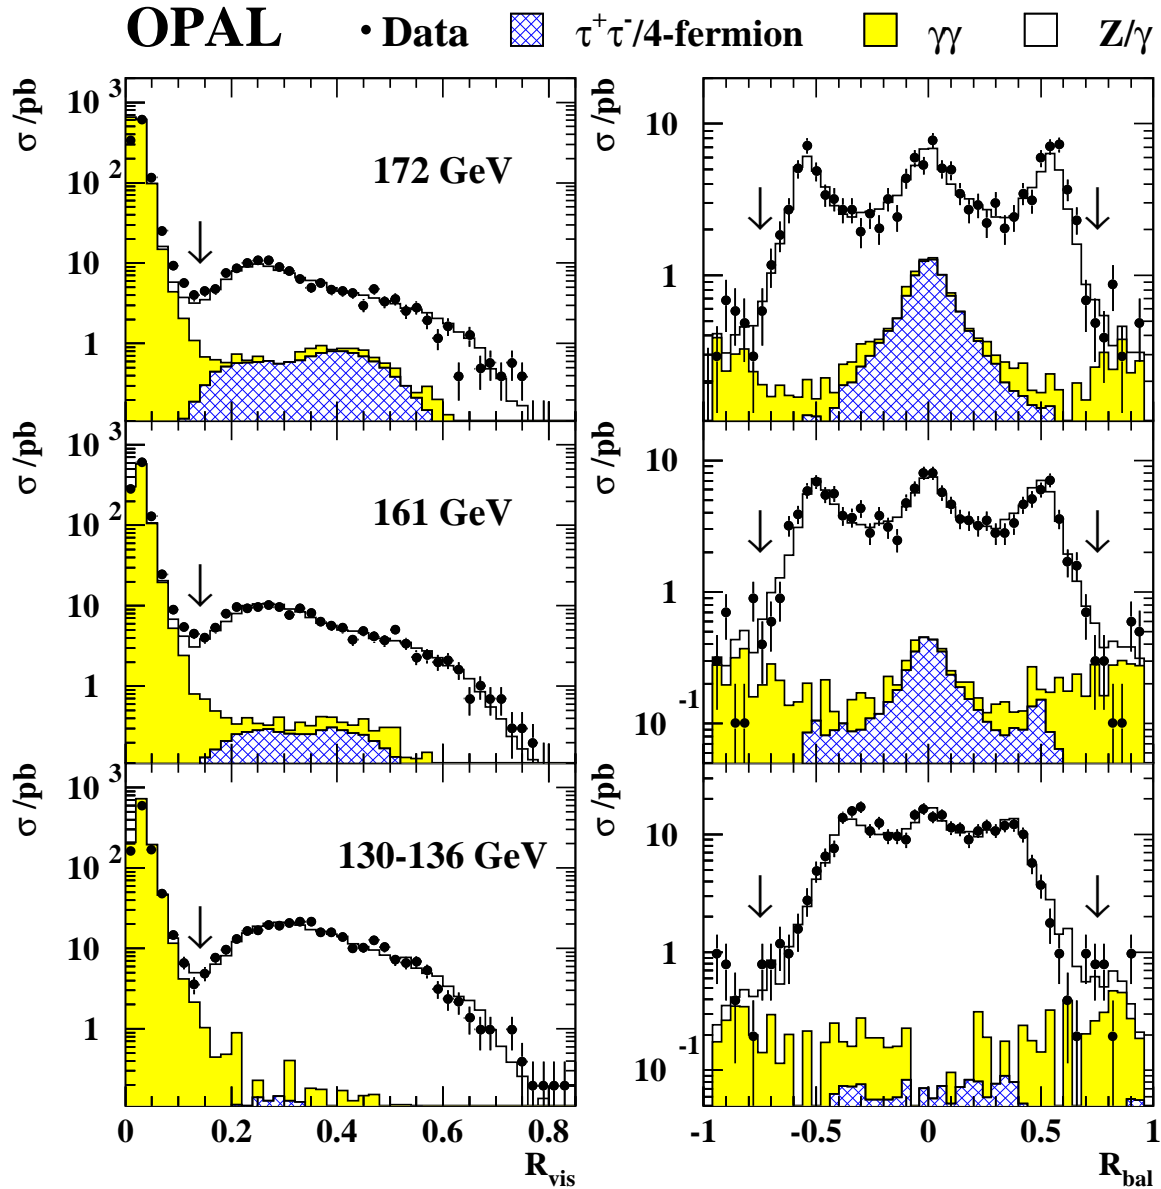 OPAL • Data τ⁺τ⁻/4-fermion γγ Z/γ
σ /pb
10³
10²
10
1
172 GeV
σ /pb
10
1
σ /pb
10³
10²
10
1
161 GeV
σ /pb
10
1
10⁻¹
σ /pb
10³
10²
10
1
130-136 GeV
σ /pb
10
1
10⁻¹
0 0.2 0.4 0.6 0.8
R_vis
-1 -0.5 0 0.5 1
R_bal